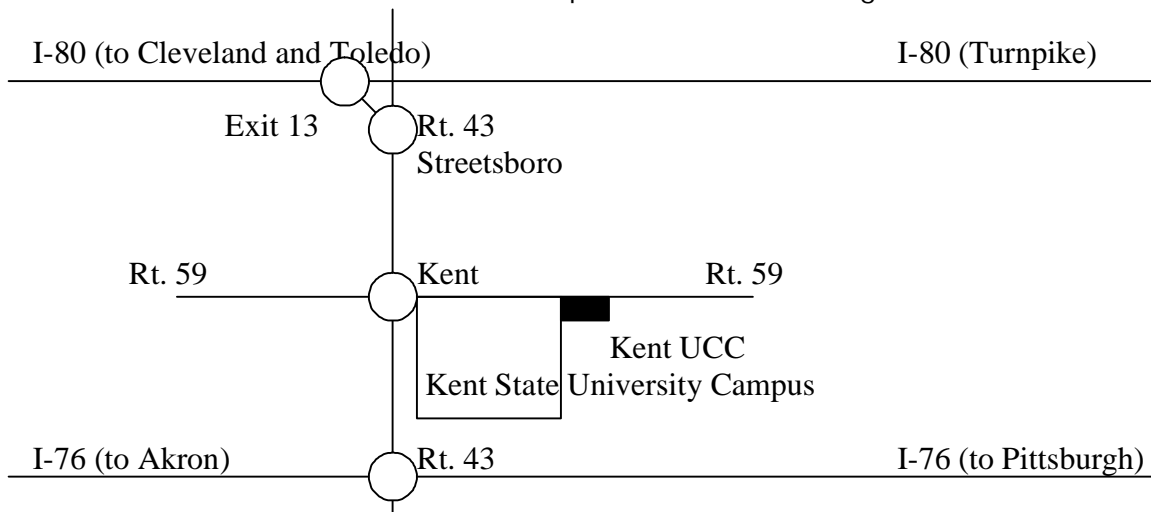 I-80 (to Cleveland and Toledo)
I-80 (Turnpike)
Exit 13
Rt. 43
Streetsboro
Rt. 59
Kent
Rt. 59
Kent UCC
Kent State University Campus
I-76 (to Akron)
Rt. 43
I-76 (to Pittsburgh)